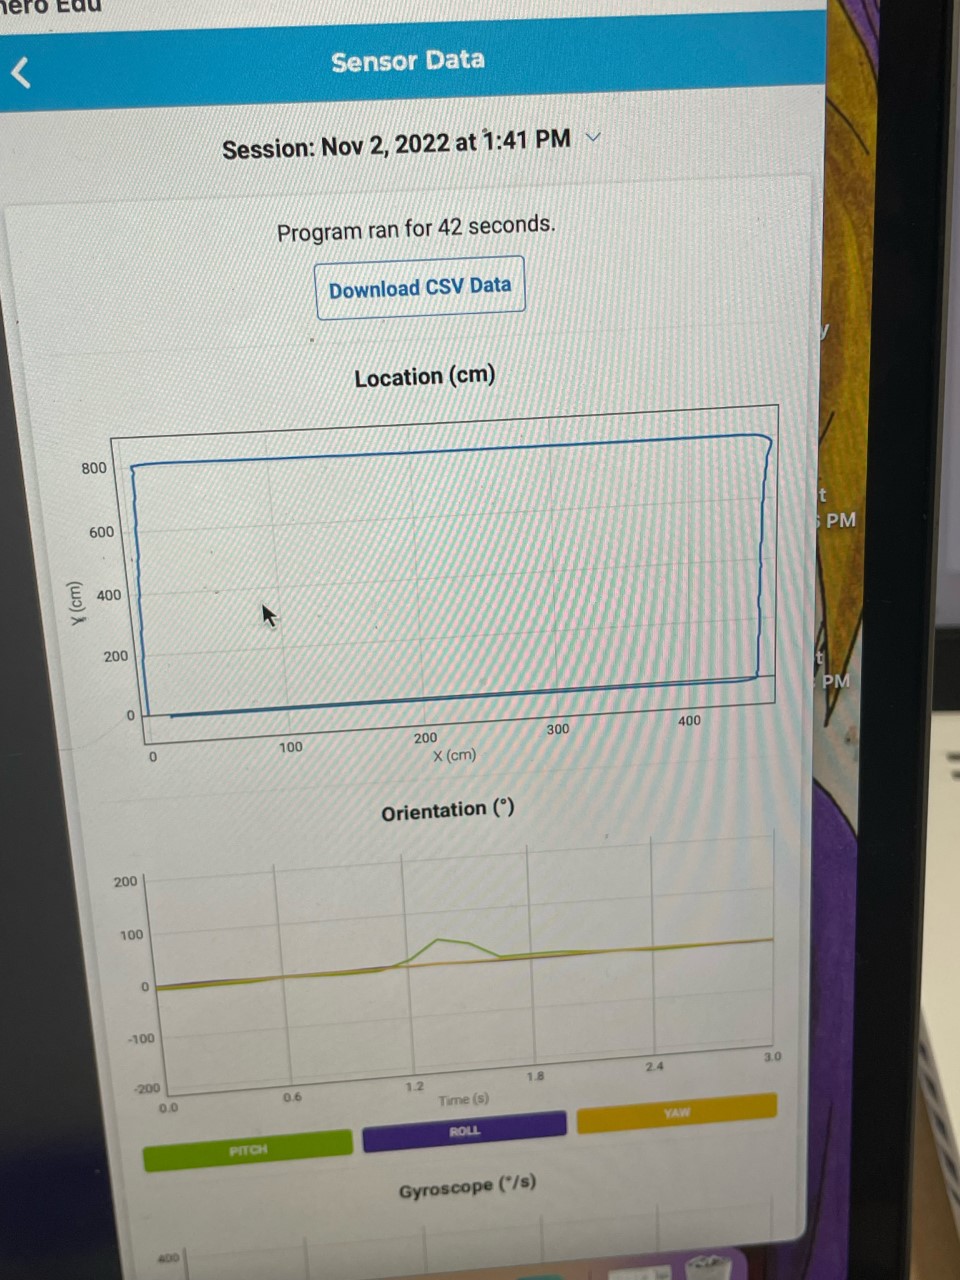 hero Edu
Sensor Data
Session: Nov 2, 2022 at 1:41 PM
Program ran for 42 seconds.
Download CSV Data
Location (cm)
800
600
400
200
0
Y (cm)
0
100
200
300
400
X (cm)
Orientation (°)
200
100
0
-100
-200
0.0
0.6
1.2
1.8
2.4
3.0
Time (s)
PITCH
ROLL
YAW
Gyroscope (°/s)
400
y
t
PM
t
PM